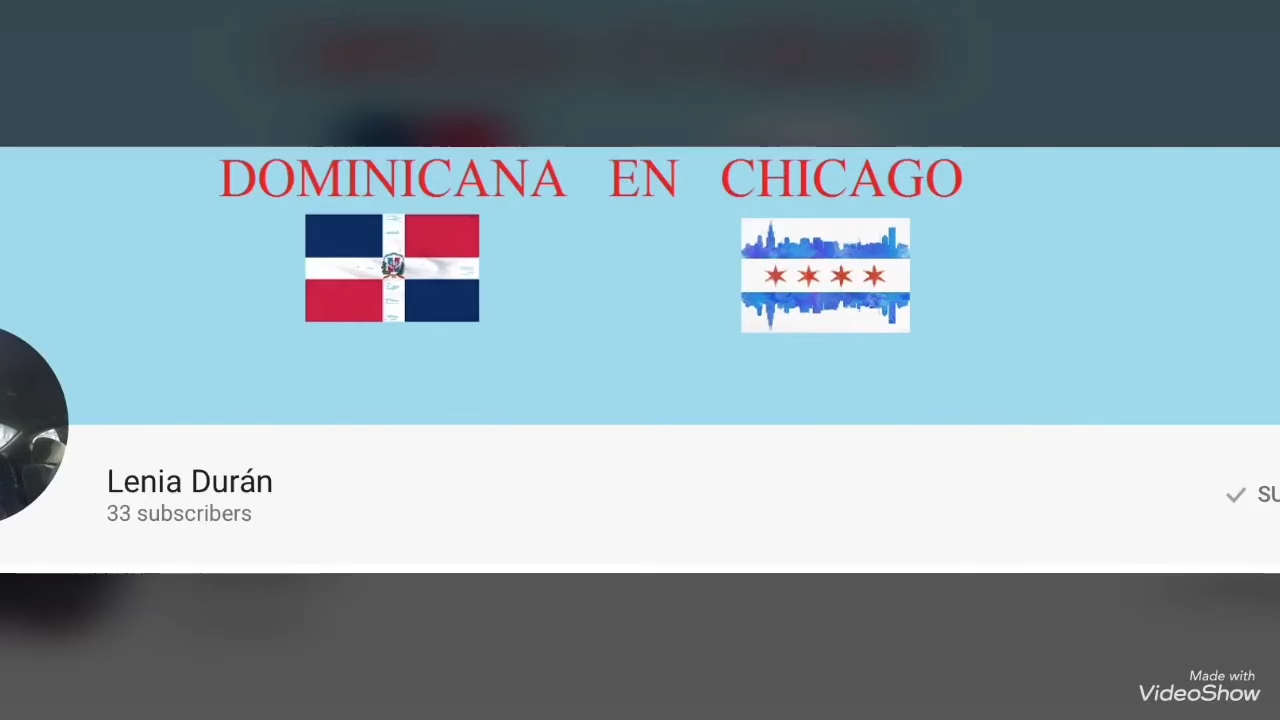 DOMINICANA EN CHICAGO
Lenia Durán
33 subscribers
SU
Made with
VideoShow